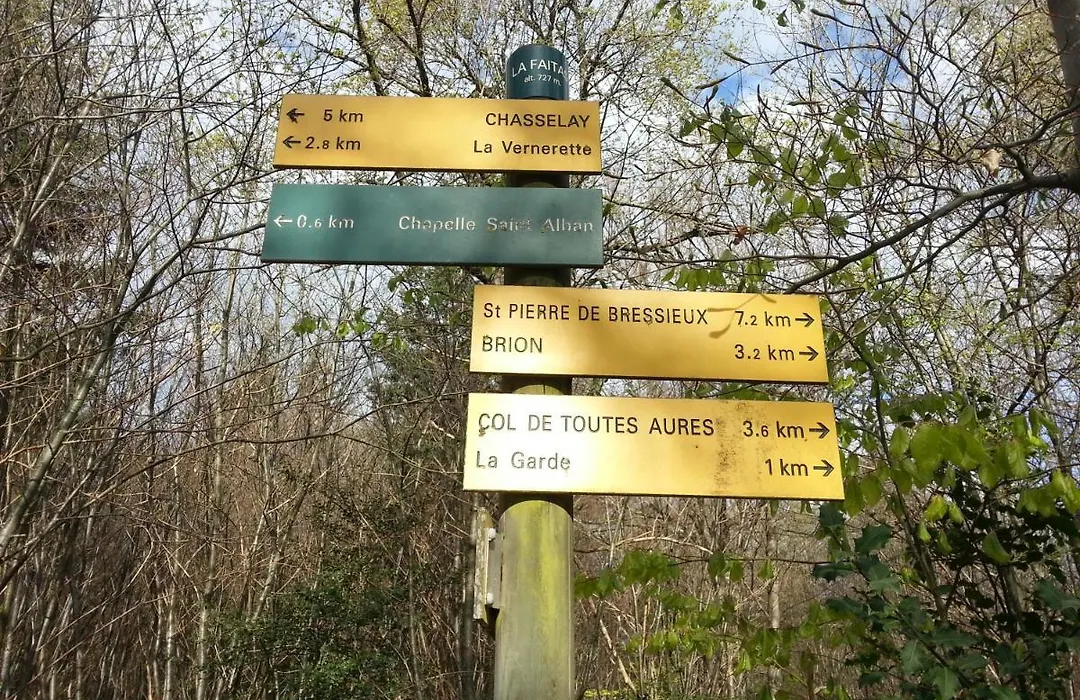 LA FAITA
alt. 727 m
← 5 km CHASSELAY
← 2.8 km La Vernerette
← 0.6 km Chapelle Saint Alban
St PIERRE DE BRESSIEUX 7.2 km →
BRION 3.2 km →
COL DE TOUTES AURES 3.6 km →
La Garde 1 km →